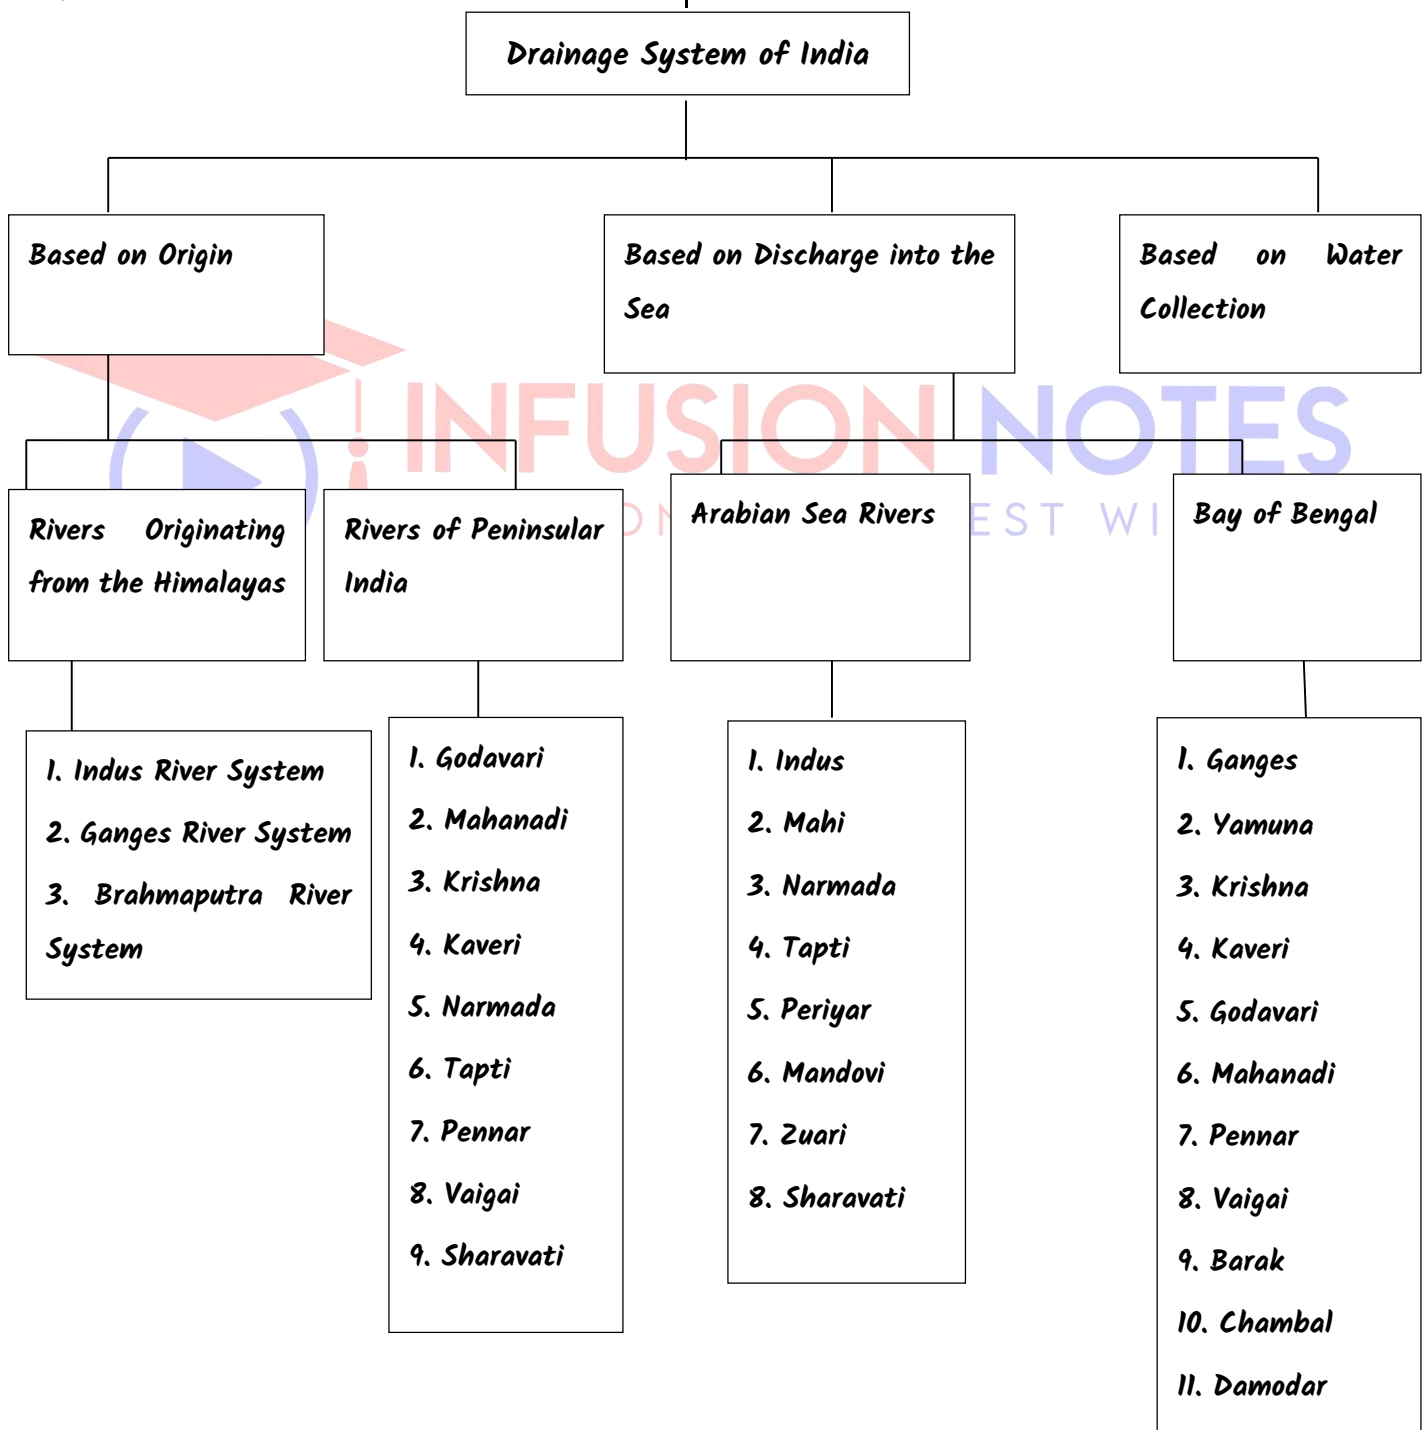 Drainage System of India
Based on Origin
Based on Discharge into the
Sea
Based on Water
Collection
INFUSION NOTES
EST WI
Rivers Originating
from the Himalayas
Rivers of Peninsular
India
Arabian Sea Rivers
Bay of Bengal
1. Indus River System
2. Ganges River System
3. Brahmaputra River
System
1. Godavari
2. Mahanadi
3. Krishna
4. Kaveri
5. Narmada
6. Tapti
7. Pennar
8. Vaigai
9. Sharavati
1. Indus
2. Mahi
3. Narmada
4. Tapti
5. Periyar
6. Mandovi
7. Zuari
8. Sharavati
1. Ganges
2. Yamuna
3. Krishna
4. Kaveri
5. Godavari
6. Mahanadi
7. Pennar
8. Vaigai
9. Barak
10. Chambal
11. Damodar